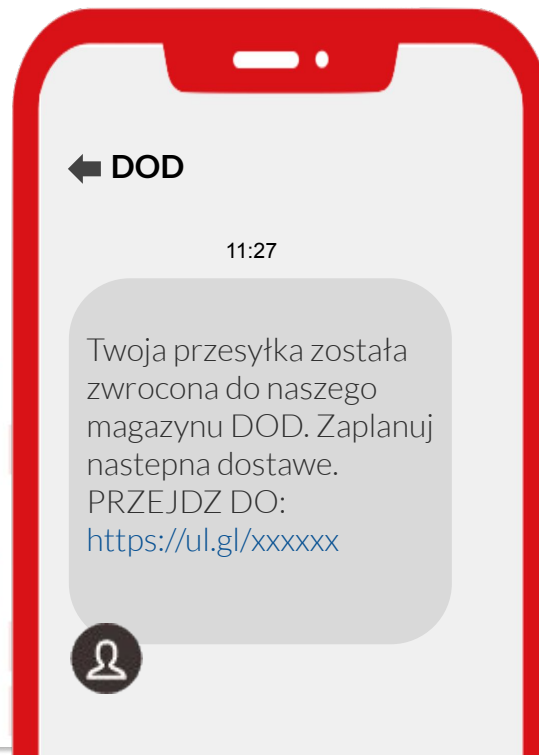 DOD
11:27
Twoja przesyłka została
zwrocona do naszego
magazynu DOD. Zaplanuj
nastepna dostawe.
PRZEJDZ DO:
https://ul.gl/xxxxxx